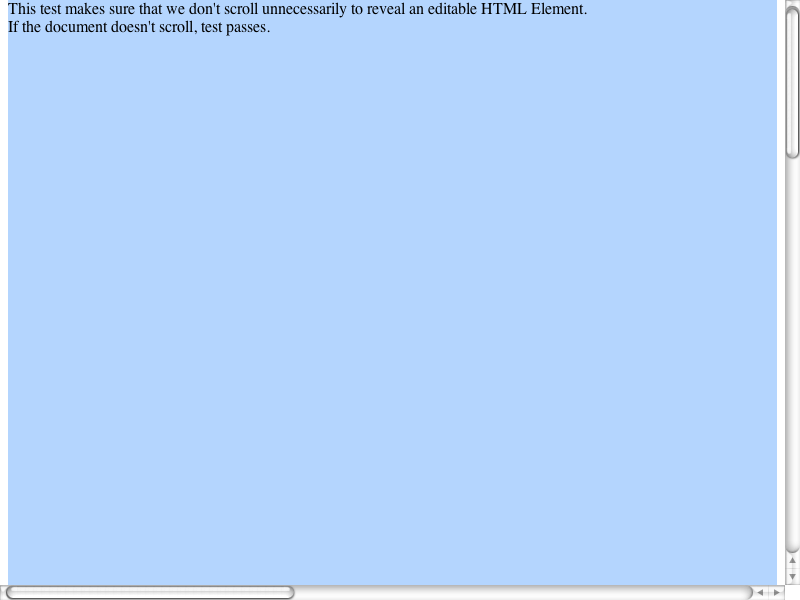 This test makes sure that we don't scroll unnecessarily to reveal an editable HTML Element.
If the document doesn't scroll, test passes.